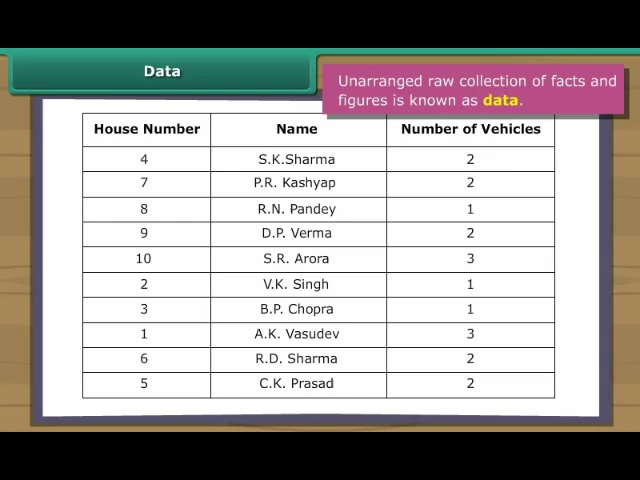 Data
Unarranged raw collection of facts and
figures is known as data.
House Number Name Number of Vehicles
4 S.K.Sharma 2
7 P.R. Kashyap 2
8 R.N. Pandey 1
9 D.P. Verma 2
10 S.R. Arora 3
2 V.K. Singh 1
3 B.P. Chopra 1
1 A.K. Vasudev 3
6 R.D. Sharma 2
5 C.K. Prasad 2